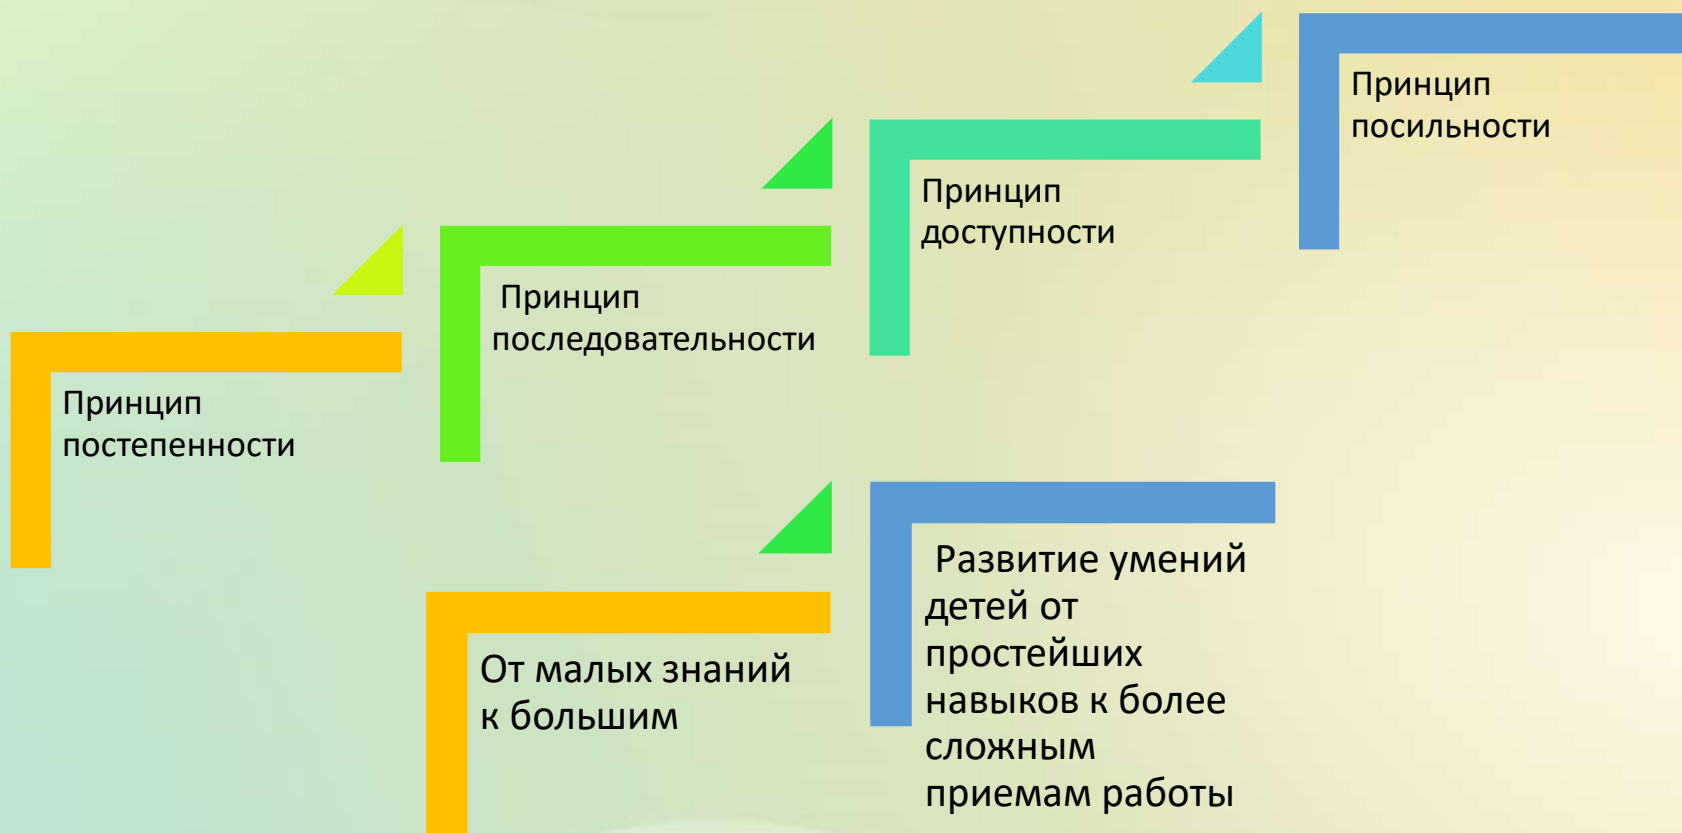 Принцип
постепенности
Принцип
последовательности
Принцип
доступности
Принцип
посильности
От малых знаний
к большим
Развитие умений
детей от
простейших
навыков к более
сложным
приемам работы